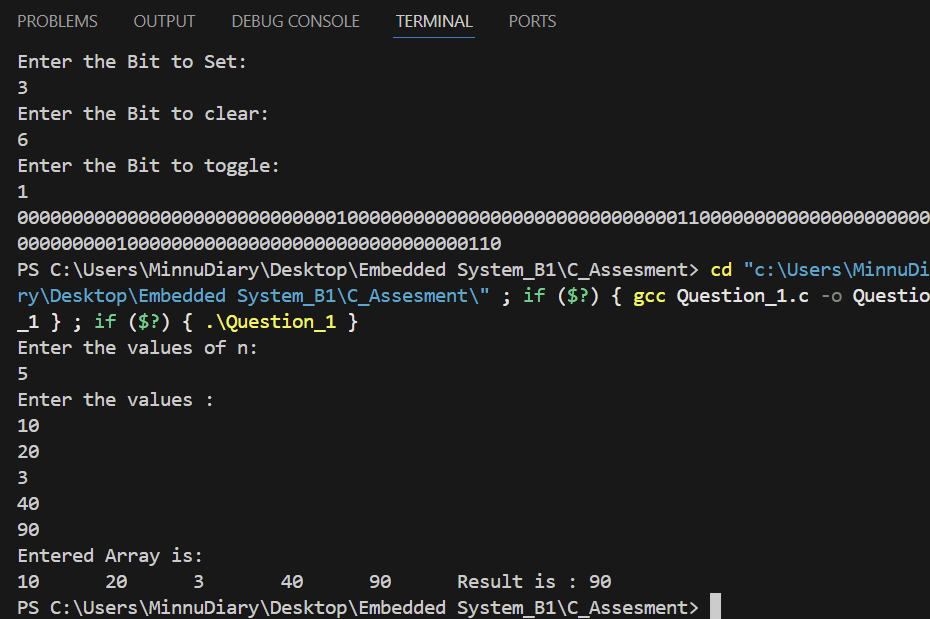 PROBLEMS OUTPUT DEBUG CONSOLE TERMINAL PORTS
Enter the Bit to Set:
3
Enter the Bit to clear:
6
Enter the Bit to toggle:
1
00000000000000000000000000000100000000000000000000000000000011000000000000000000000
00000000010000000000000000000000000000000110
PS C:\Users\MinnuDiary\Desktop\Embedded System_B1\C_Assesment> cd "c:\Users\MinnuDi
ry\Desktop\Embedded System_B1\C_Assesment\" ; if ($?) { gcc Question_1.c -o Questio
_1 } ; if ($?) { .\Question_1 }
Enter the values of n:
5
Enter the values :
10
20
3
40
90
Entered Array is:
10 20 3 40 90 Result is : 90
PS C:\Users\MinnuDiary\Desktop\Embedded System_B1\C_Assesment>